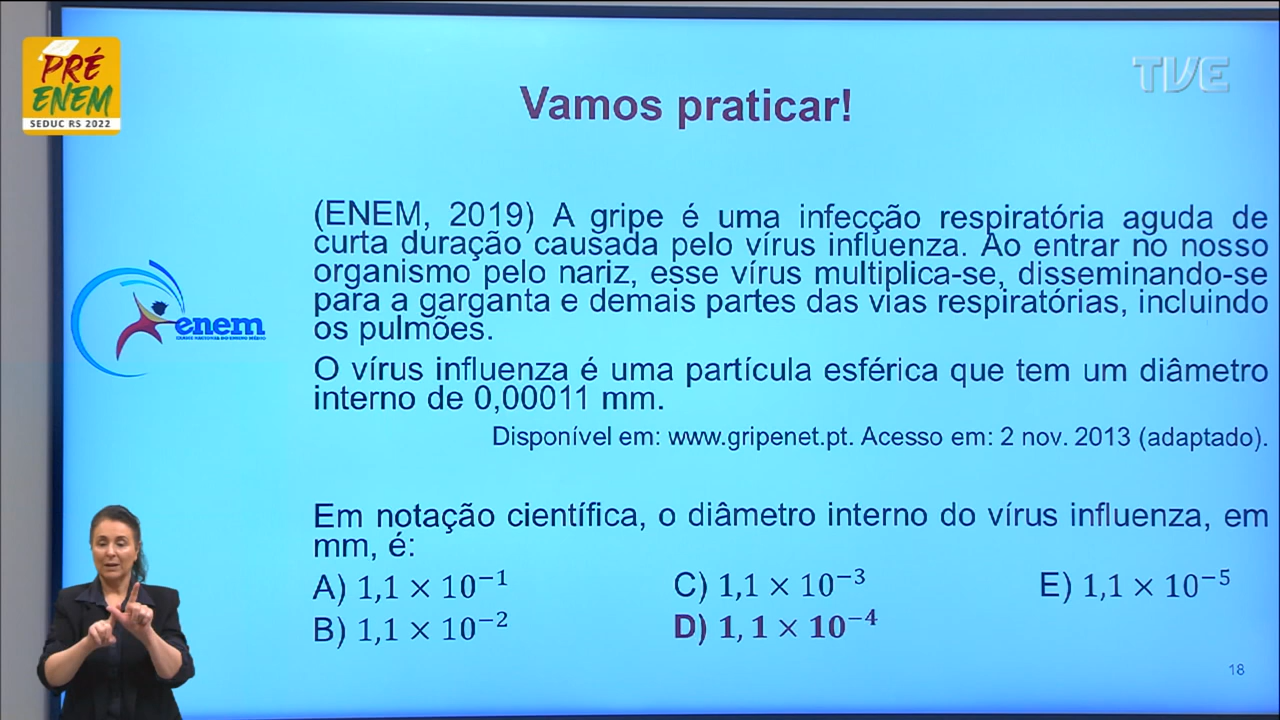 PRÉ
ENEM
SEDUC RS 2022
TVE
Vamos praticar!
(ENEM, 2019) A gripe é uma infecção respiratória aguda de
curta duração causada pelo vírus influenza. Ao entrar no nosso
organismo pelo nariz, esse vírus multiplica-se, disseminando-se
para a garganta e demais partes das vias respiratórias, incluindo
os pulmões.
enem
EXAME NACIONAL DO ENSINO MÉDIO
O vírus influenza é uma partícula esférica que tem um diâmetro
interno de 0,00011 mm.
Disponível em: www.gripenet.pt. Acesso em: 2 nov. 2013 (adaptado).
Em notação científica, o diâmetro interno do vírus influenza, em
mm, é:
A) 1,1 × 10⁻¹ C) 1,1 × 10⁻³ E) 1,1 × 10⁻⁵
B) 1,1 × 10⁻² D) 1,1 × 10⁻⁴
18